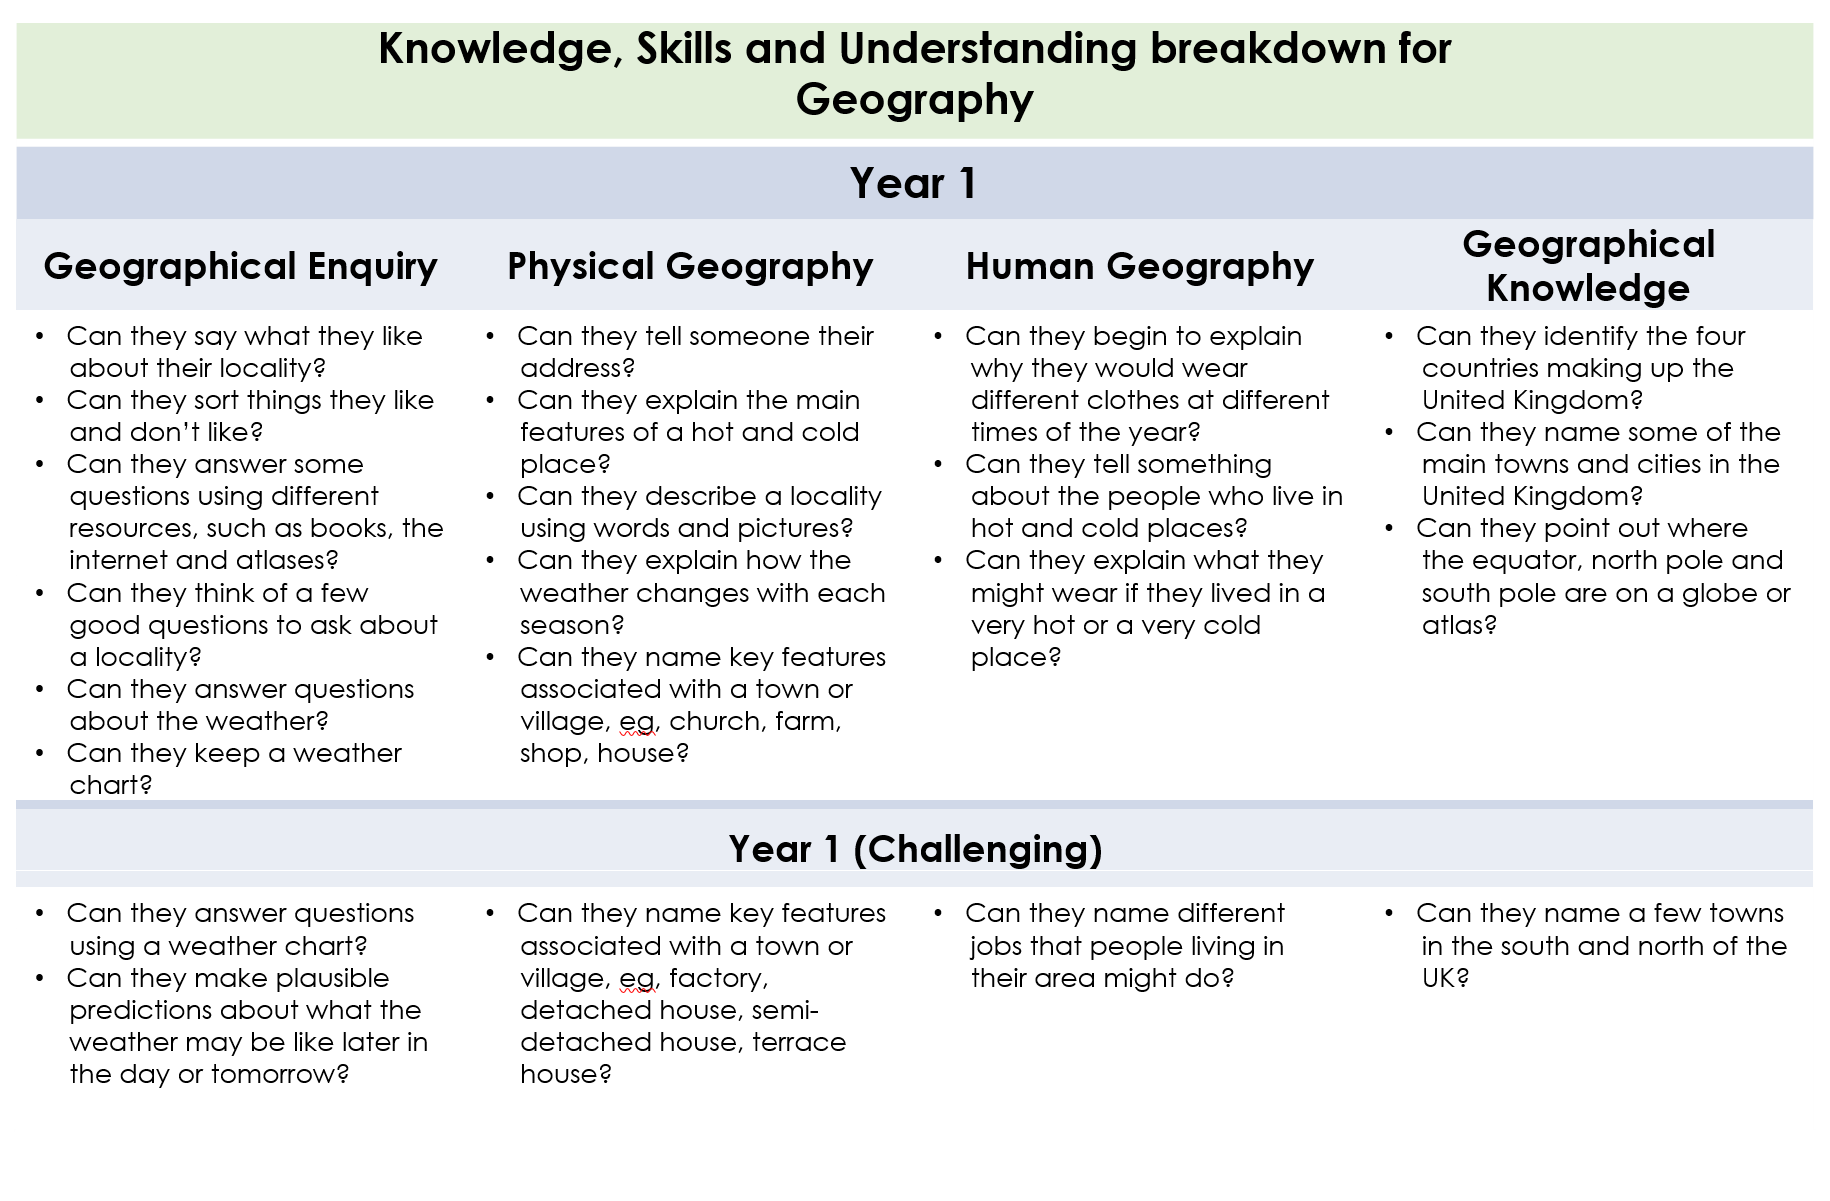 Knowledge, Skills and Understanding breakdown for
Geography
Year 1
Geographical Enquiry
Physical Geography
Human Geography
Geographical
Knowledge
• Can they say what they like
about their locality?
• Can they sort things they like
and don’t like?
• Can they answer some
questions using different
resources, such as books, the
internet and atlases?
• Can they think of a few
good questions to ask about
a locality?
• Can they answer questions
about the weather?
• Can they keep a weather
chart?
• Can they tell someone their
address?
• Can they explain the main
features of a hot and cold
place?
• Can they describe a locality
using words and pictures?
• Can they explain how the
weather changes with each
season?
• Can they name key features
associated with a town or
village, eg, church, farm,
shop, house?
• Can they begin to explain
why they would wear
different clothes at different
times of the year?
• Can they tell something
about the people who live in
hot and cold places?
• Can they explain what they
might wear if they lived in a
very hot or a very cold
place?
• Can they identify the four
countries making up the
United Kingdom?
• Can they name some of the
main towns and cities in the
United Kingdom?
• Can they point out where
the equator, north pole and
south pole are on a globe or
atlas?
Year 1 (Challenging)
• Can they answer questions
using a weather chart?
• Can they make plausible
predictions about what the
weather may be like later in
the day or tomorrow?
• Can they name key features
associated with a town or
village, eg, factory,
detached house, semi-
detached house, terrace
house?
• Can they name different
jobs that people living in
their area might do?
• Can they name a few towns
in the south and north of the
UK?